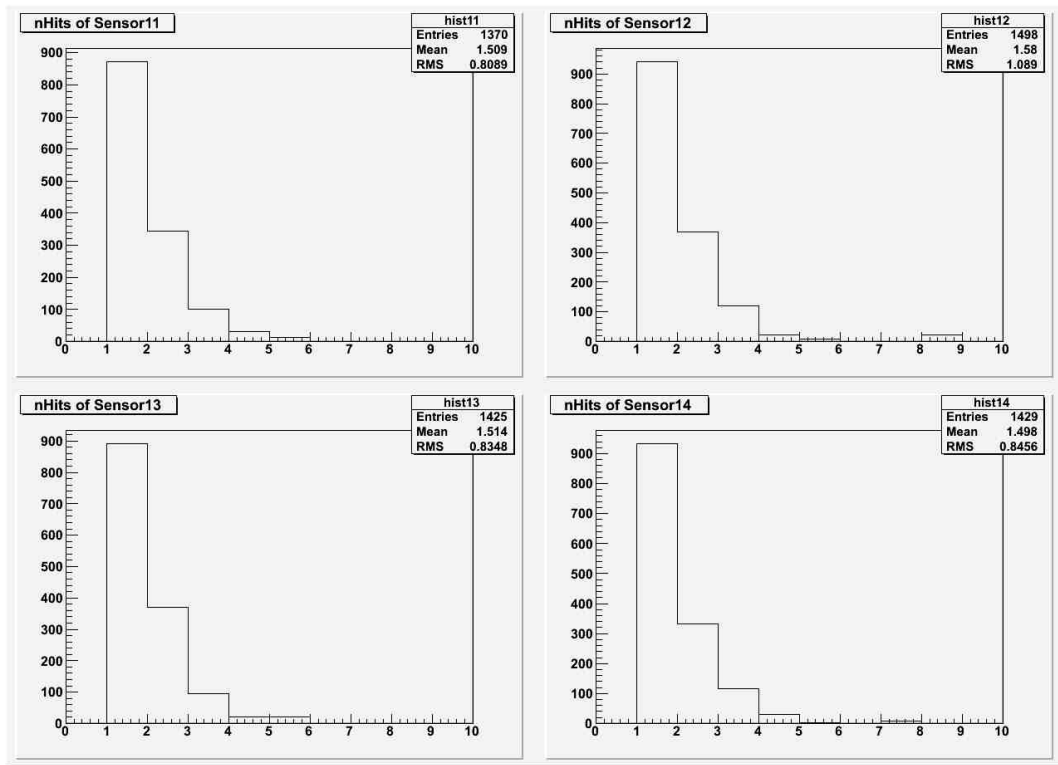 nHits of Sensor11
hist11
Entries 1370
Mean 1.509
RMS 0.8089
900
800
700
600
500
400
300
200
100
0
0 1 2 3 4 5 6 7 8 9 10
nHits of Sensor12
hist12
Entries 1498
Mean 1.58
RMS 1.089
900
800
700
600
500
400
300
200
100
0
0 1 2 3 4 5 6 7 8 9 10
nHits of Sensor13
hist13
Entries 1425
Mean 1.514
RMS 0.8348
900
800
700
600
500
400
300
200
100
0
0 1 2 3 4 5 6 7 8 9 10
nHits of Sensor14
hist14
Entries 1429
Mean 1.498
RMS 0.8456
900
800
700
600
500
400
300
200
100
0
0 1 2 3 4 5 6 7 8 9 10